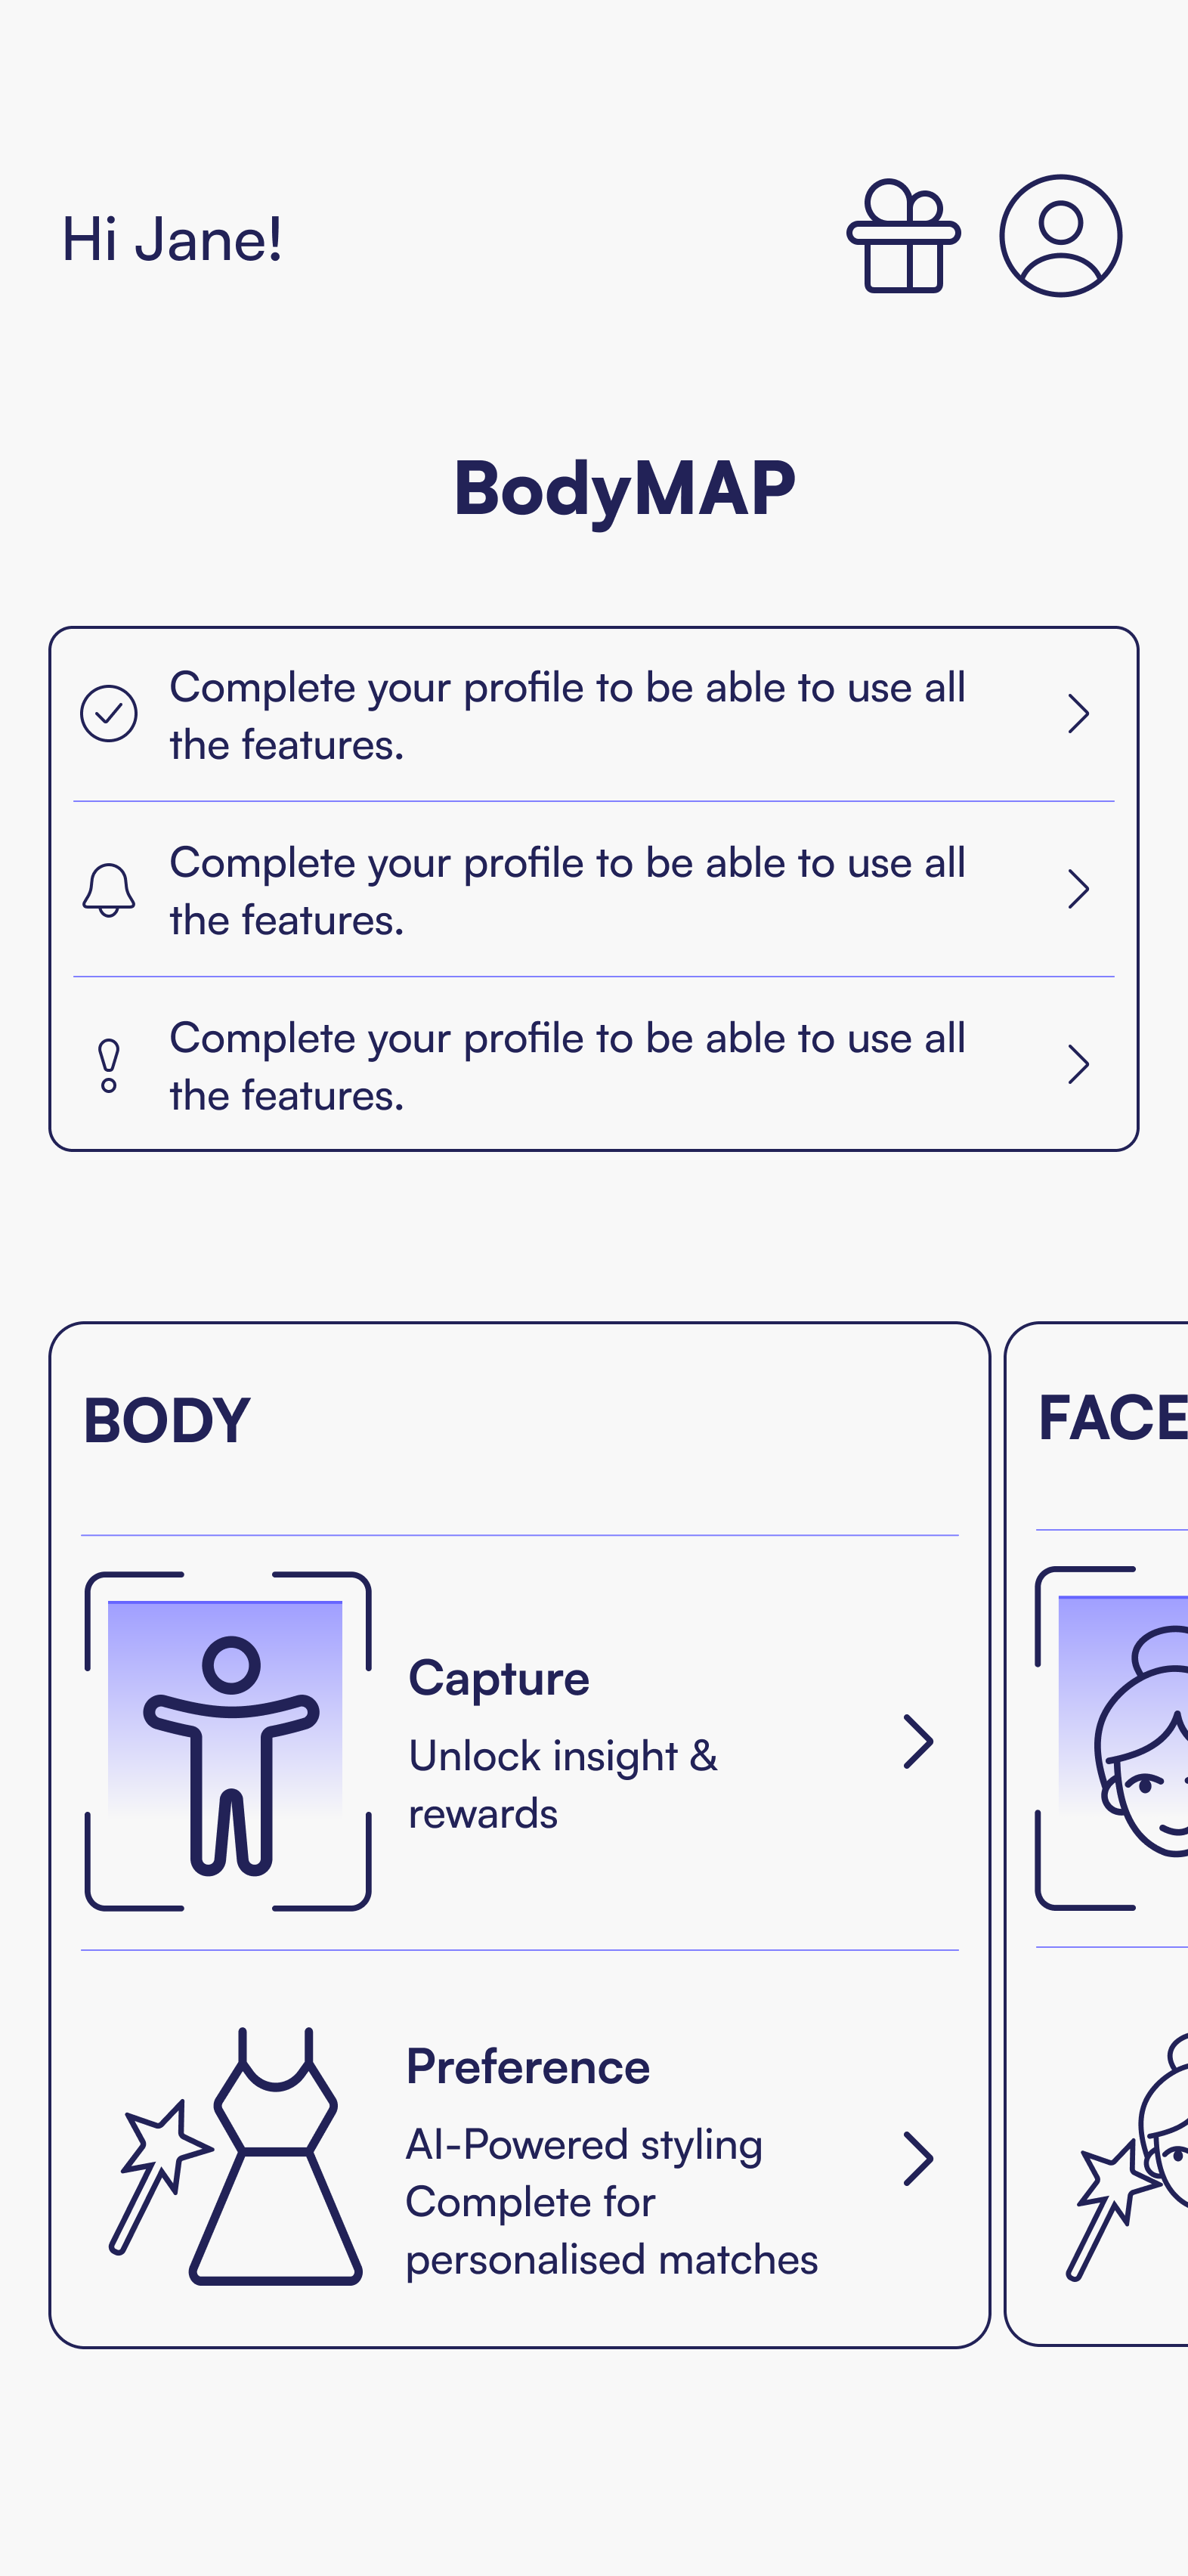 Hi Jane!
BodyMAP
Complete your profile to be able to use all
the features.
Complete your profile to be able to use all
the features.
Complete your profile to be able to use all
the features.
BODY
Capture
Unlock insight &
rewards
Preference
AI-Powered styling
Complete for
personalised matches
FACE